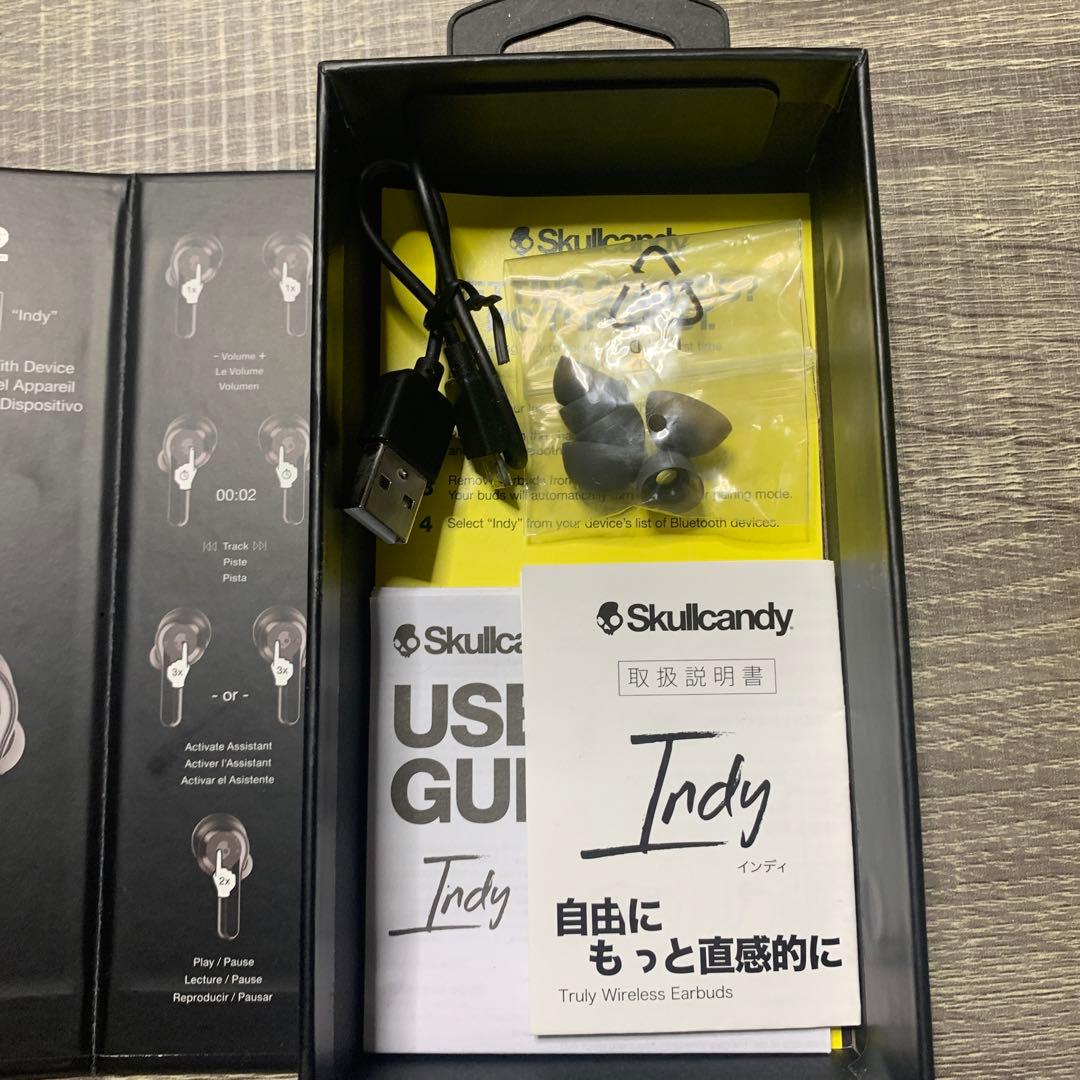 "Indy"
ith Device
el Appareil
Dispositivo
1x
1x
– Volume +
Le Volume
Volumen
00:02
Track
Piste
Pista
3x
3x
- or -
Activate Assistant
Activer l'Assistant
Activar el Asistente
2x
Play / Pause
Lecture / Pause
Reproducir / Pausar
Skullcandy
time
Your buds will automatically pairing mode.
4 Select "Indy" from your device's list of Bluetooth devices.
Skullc
USE
GUI
Indy
Skullcandy
取扱説明書
Indy
インディ
自由に
もっと直感的に
Truly Wireless Earbuds